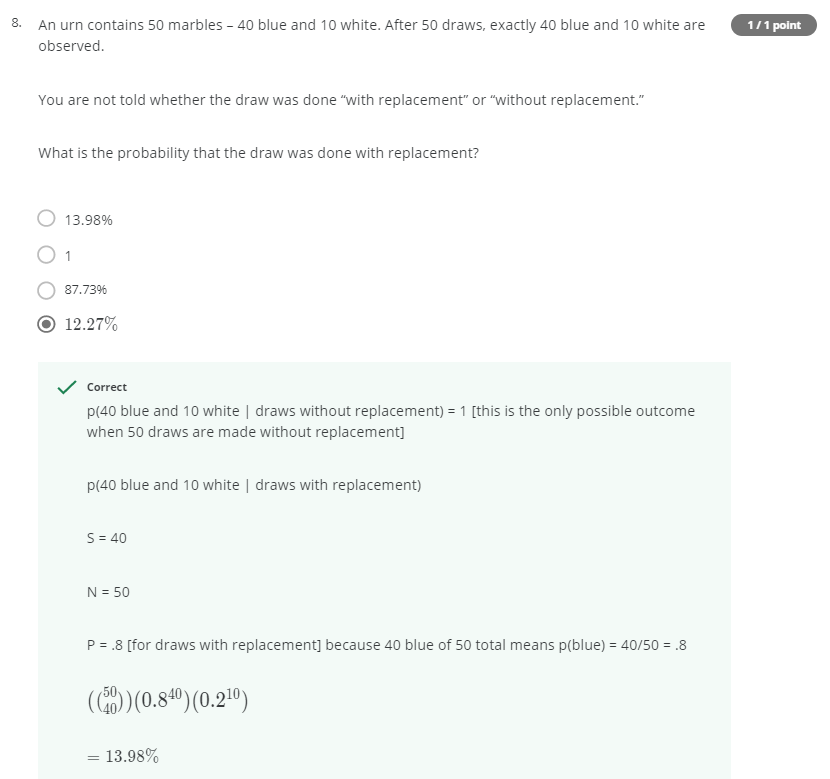 8. An urn contains 50 marbles – 40 blue and 10 white. After 50 draws, exactly 40 blue and 10 white are 1 / 1 point
observed.
You are not told whether the draw was done “with replacement” or “without replacement.”
What is the probability that the draw was done with replacement?
13.98%
1
87.73%
12.27%
Correct
p(40 blue and 10 white | draws without replacement) = 1 [this is the only possible outcome
when 50 draws are made without replacement]
p(40 blue and 10 white | draws with replacement)
S = 40
N = 50
P = .8 [for draws with replacement] because 40 blue of 50 total means p(blue) = 40/50 = .8
((50 40))(0.8^40)(0.2^10)
= 13.98%